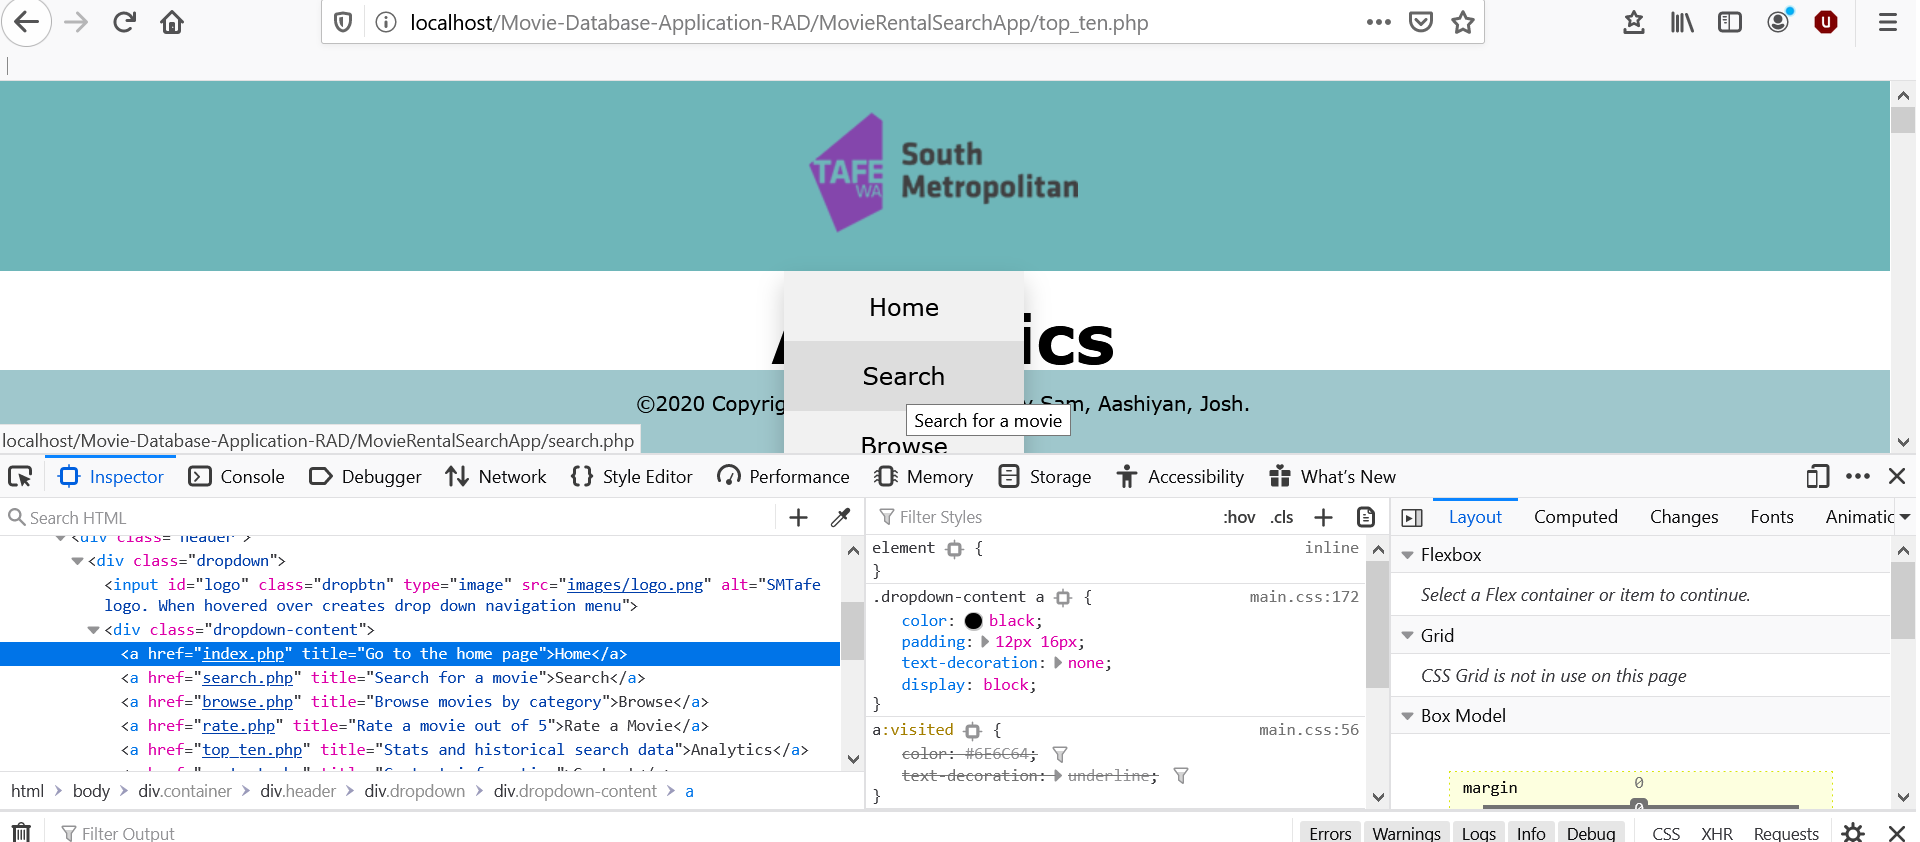 localhost/Movie-Database-Application-RAD/MovieRentalSearchApp/top_ten.php
TAFE
WA
South
Metropolitan
Home
ics
Search
©2020 Copyrig
Sam, Aashiyan, Josh.
Search for a movie
Browse
localhost/Movie-Database-Application-RAD/MovieRentalSearchApp/search.php
Inspector Console Debugger Network {} Style Editor Performance Memory Storage Accessibility What's New
Search HTML
<div class="header">
<div class="dropdown">
<input id="logo" class="dropbtn" type="image" src="images/logo.png" alt="SMTafe
logo. When hovered over creates drop down navigation menu">
<div class="dropdown-content">
<a href="index.php" title="Go to the home page">Home</a>
<a href="search.php" title="Search for a movie">Search</a>
<a href="browse.php" title="Browse movies by category">Browse</a>
<a href="rate.php" title="Rate a movie out of 5">Rate a Movie</a>
<a href="top_ten.php" title="Stats and historical search data">Analytics</a>
html body div.container div.header div.dropdown div.dropdown-content a
Filter Styles :hov .cls
element {
inline
}
.dropdown-content a {
main.css:172
color: black;
padding: 12px 16px;
text-decoration: none;
display: block;
}
a:visited {
main.css:56
color: #6E6C64;
text-decoration: underline;
}
Layout Computed Changes Fonts Animatic
Flexbox
Select a Flex container or item to continue.
Grid
CSS Grid is not in use on this page
Box Model
margin
0
0
Filter Output
Errors Warnings Logs Info Debug CSS XHR Requests